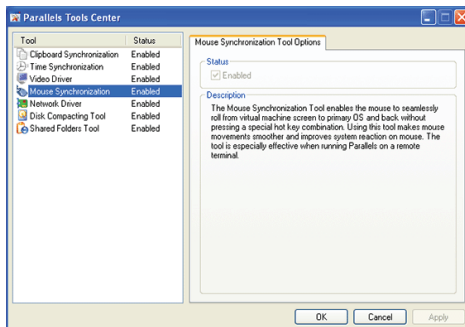 Parallels Tools Center
Tool Status
Clipboard Synchronization Enabled
Time Synchronization Enabled
Video Driver Enabled
Mouse Synchronization Enabled
Network Driver Enabled
Disk Compacting Tool Enabled
Shared Folders Tool Enabled
Mouse Synchronization Tool Options
Status
Enabled
Description
The Mouse Synchronization Tool enables the mouse to seamlessly
roll from virtual machine screen to primary OS and back without
pressing a special hot key combination. Using this tool makes mouse
movements smoother and improves system reaction on mouse. The
tool is especially effective when running Parallels on a remote
terminal.
OK Cancel Apply